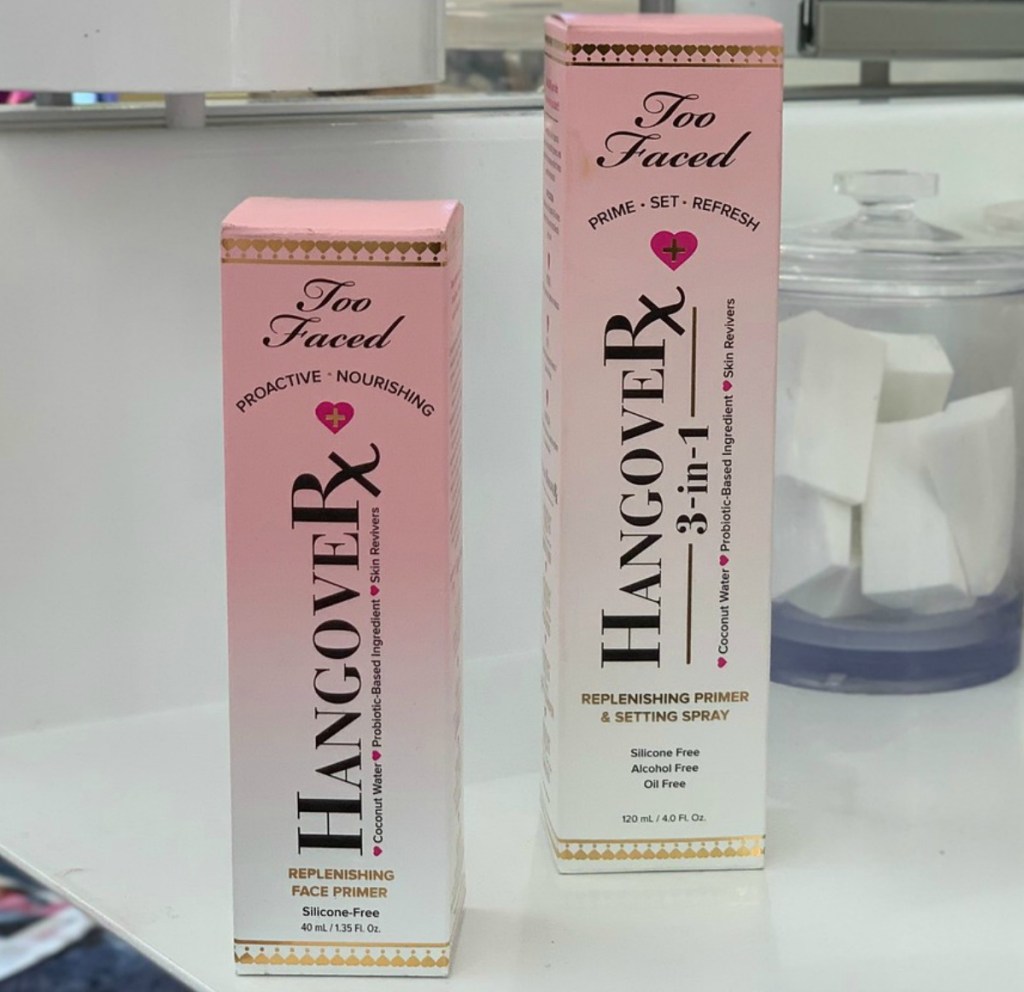 Too
Faced
PROACTIVE · NOURISHING
HANGOVERx
Coconut Water Probiotic-Based Ingredient Skin Revivers
REPLENISHING
FACE PRIMER
Silicone-Free
40 mL / 1.35 Fl. Oz.
Too
Faced
PRIME · SET · REFRESH
HANGOVERx
3-in-1
Coconut Water Probiotic-Based Ingredient Skin Revivers
REPLENISHING PRIMER
& SETTING SPRAY
Silicone Free
Alcohol Free
Oil Free
120 mL / 4.0 Fl. Oz.